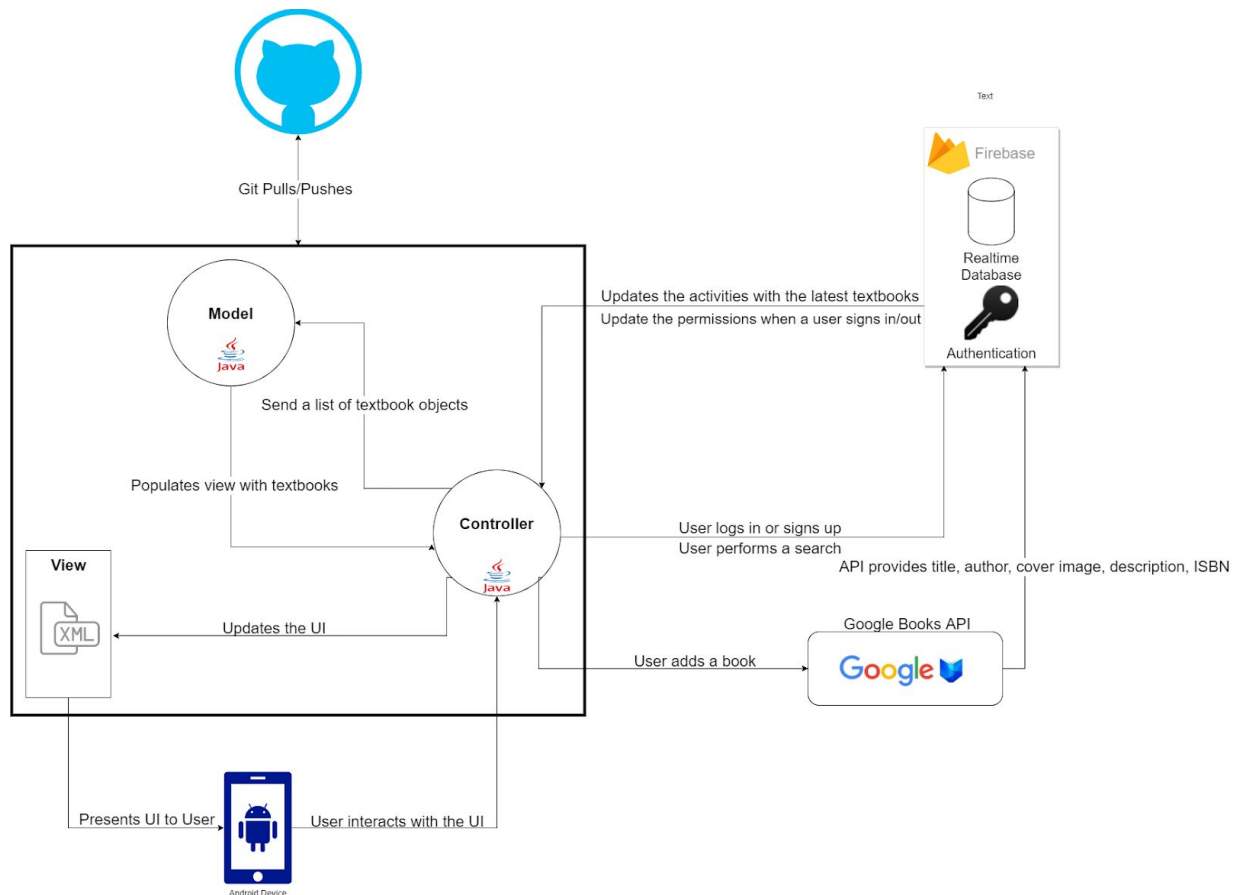 Text
Firebase
Realtime
Database
Authentication
Git Pulls/Pushes
Model
Java
Updates the activities with the latest textbooks
Update the permissions when a user signs in/out
Send a list of textbook objects
Populates view with textbooks
Controller
Java
User logs in or signs up
User performs a search
View
XML
API provides title, author, cover image, description, ISBN
Updates the UI
Google Books API
User adds a book
Google
Presents UI to User
User interacts with the UI
Android Device